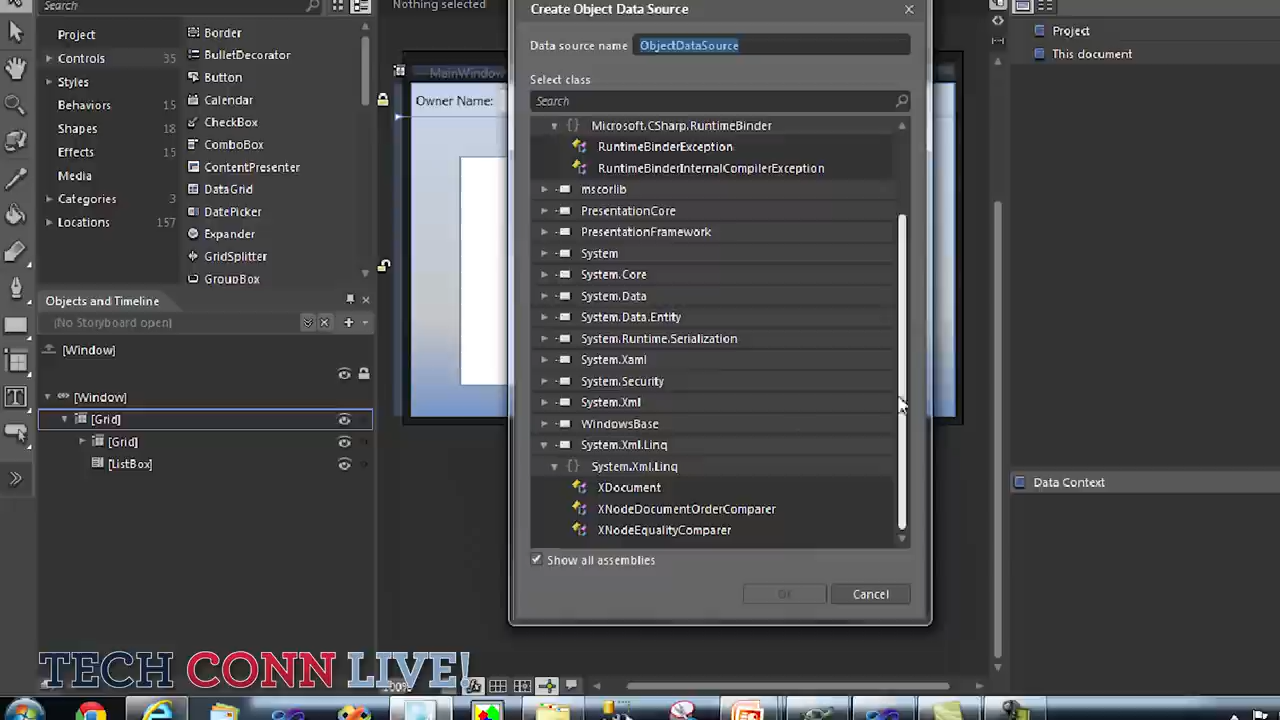 Search
Nothing selected
Project
Controls 35
Styles
Behaviors 15
Shapes 18
Effects 15
Media
Categories 3
Locations 157
Border
BulletDecorator
Button
Calendar
CheckBox
ComboBox
ContentPresenter
DataGrid
DatePicker
Expander
GridSplitter
GroupBox
Objects and Timeline
(No Storyboard open)
[Window]
[Window]
[Grid]
[Grid]
[ListBox]
MainWindow
Owner Name:
Create Object Data Source
Data source name ObjectDataSource
Select class
Search
{} Microsoft.CSharp.RuntimeBinder
RuntimeBinderException
RuntimeBinderInternalCompilerException
mscorlib
PresentationCore
PresentationFramework
System
System.Core
System.Data
System.Data.Entity
System.Runtime.Serialization
System.Xaml
System.Security
System.Xml
WindowsBase
System.Xml.Linq
{} System.Xml.Linq
XDocument
XNodeDocumentOrderComparer
XNodeEqualityComparer
Show all assemblies
Cancel
Project
This document
Data Context
TECH CONN LIVE!